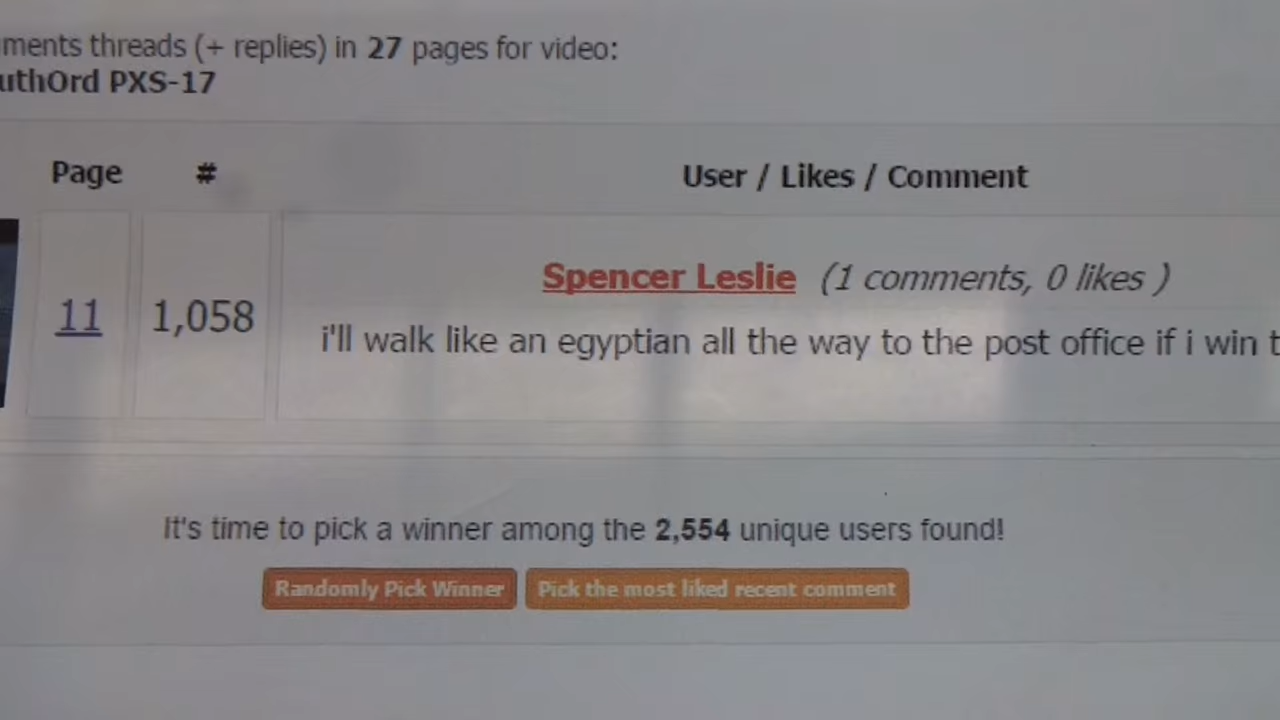 threads (+ replies) in 27 pages for video:
PXS-17
Page # User / Likes / Comment
Spencer Leslie (1 comments, 0 likes )
11 1,058
i'll walk like an egyptian all the way to the post office if i win
It's time to pick a winner among the 2,554 unique users found!
Randomly Pick Winner Pick the most liked recent comment